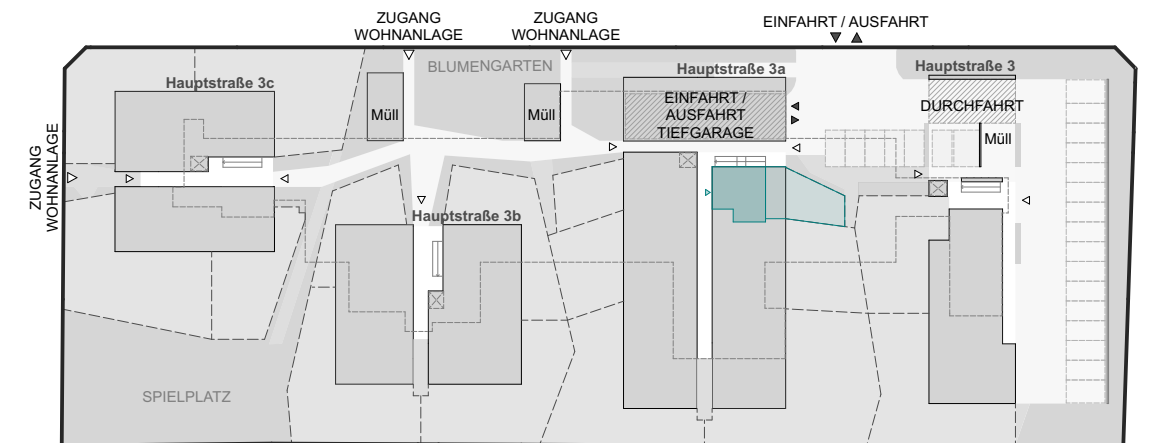 ZUGANG
WOHNANLAGE
ZUGANG
WOHNANLAGE
EINFAHRT / AUSFAHRT
BLUMENGARTEN
Hauptstraße 3a
Hauptstraße 3
Hauptstraße 3c
EINFAHRT /
AUSFAHRT
TIEFGARAGE
DURCHFAHRT
Müll
Müll
Müll
ZUGANG
WOHNANLAGE
Hauptstraße 3b
SPIELPLATZ